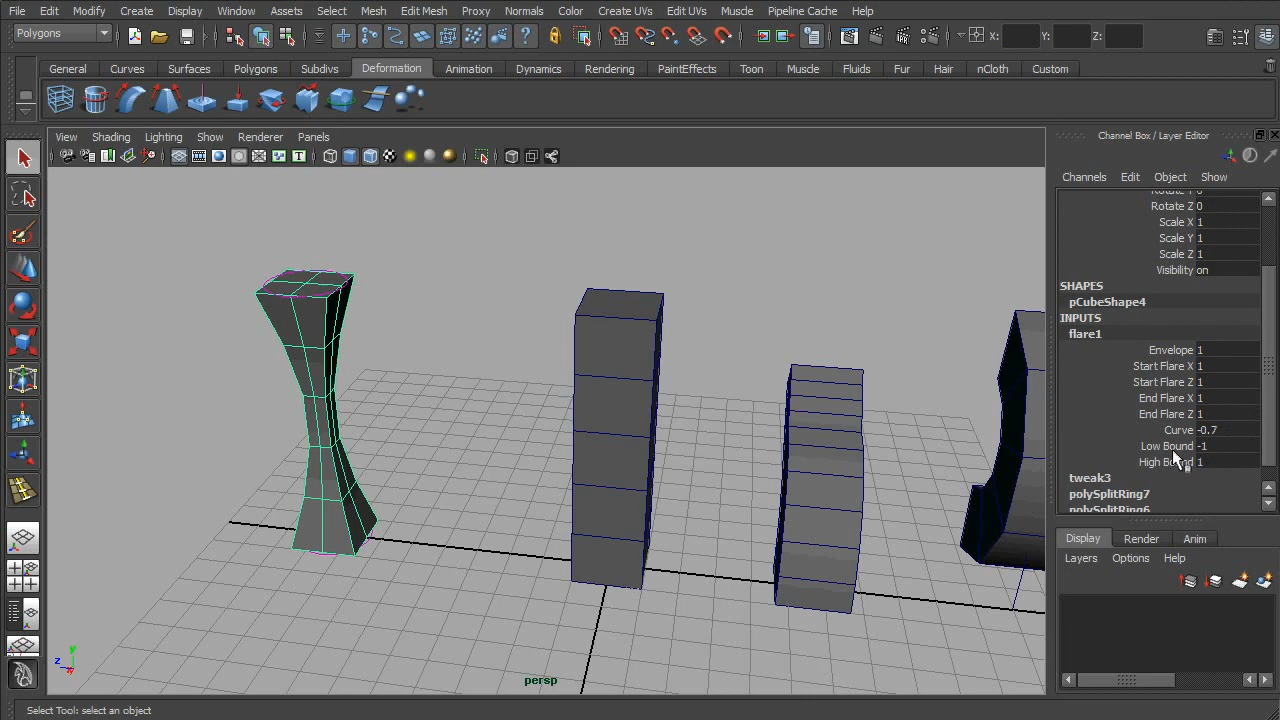 File Edit Modify Create Display Window Assets Select Mesh Edit Mesh Proxy Normals Color Create UVs Edit UVs Muscle Pipeline Cache Help
Polygons X: Y: Z:
General Curves Surfaces Polygons Subdivs Deformation Animation Dynamics Rendering PaintEffects Toon Muscle Fluids Fur Hair nCloth Custom
View Shading Lighting Show Renderer Panels
Channel Box / Layer Editor
Channels Edit Object Show
Rotate Y 0
Rotate Z 0
Scale X 1
Scale Y 1
Scale Z 1
Visibility on
SHAPES
pCubeShape4
INPUTS
flare1
Envelope 1
Start Flare X 1
Start Flare Z 1
End Flare X 1
End Flare Z 1
Curve -0.7
Low Bound -1
High Bound 1
tweak3
polySplitRing7
polySplitRing6
Display Render Anim
Layers Options Help
y
z
persp
Select Tool: select an object